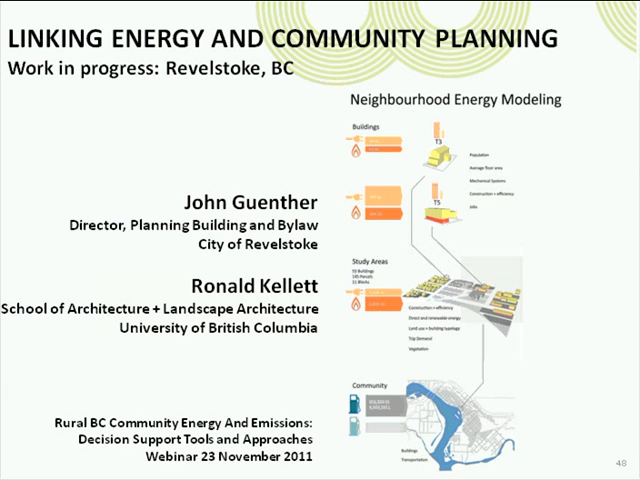 LINKING ENERGY AND COMMUNITY PLANNING
Work in progress: Revelstoke, BC
Neighbourhood Energy Modeling
Buildings
T3
Population
Average floor area
Mechanical Systems
Construction + efficiency
Jobs
T5
John Guenther
Director, Planning Building and Bylaw
City of Revelstoke
Study Areas
Ronald Kellett
School of Architecture + Landscape Architecture
University of British Columbia
Construction + efficiency
Direct and renewable energy
Land use + building typology
Trip Demand
Vegetation
Community
Rural BC Community Energy And Emissions:
Decision Support Tools and Approaches
Webinar 23 November 2011
Buildings
Transportation
48